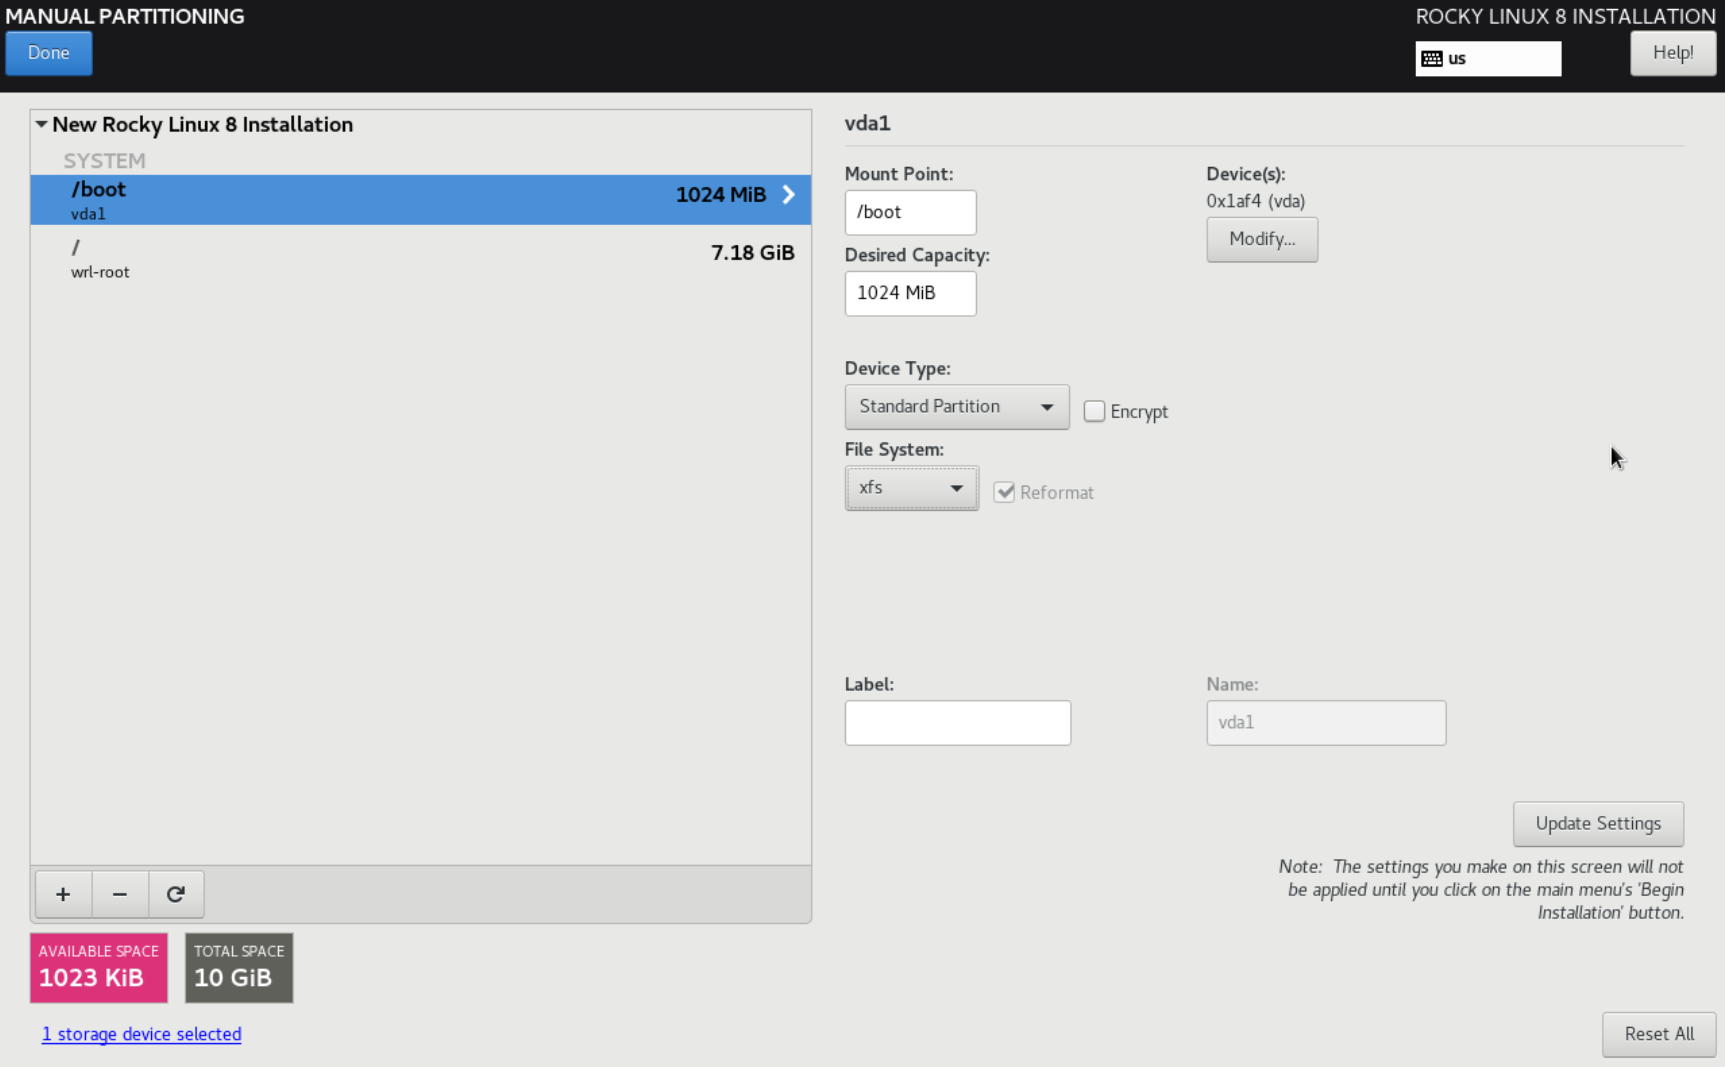 MANUAL PARTITIONING
ROCKY LINUX 8 INSTALLATION
Done
us
Help!
New Rocky Linux 8 Installation
SYSTEM
/boot
1024 MiB
vda1
/
7.18 GiB
wrl-root
vda1
Mount Point:
/boot
Device(s):
0x1af4 (vda)
Modify...
Desired Capacity:
1024 MiB
Device Type:
Standard Partition
Encrypt
File System:
xfs
Reformat
Label:
Name:
vda1
Update Settings
Note: The settings you make on this screen will not
be applied until you click on the main menu's 'Begin
Installation' button.
+
−
AVAILABLE SPACE
1023 KiB
TOTAL SPACE
10 GiB
1 storage device selected
Reset All